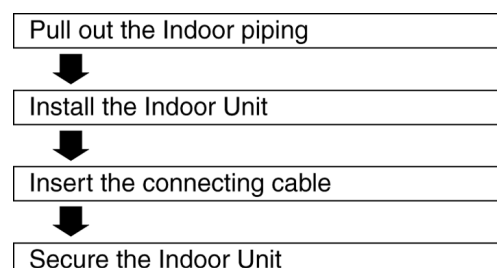 Pull out the Indoor piping
Install the Indoor Unit
Insert the connecting cable
Secure the Indoor Unit